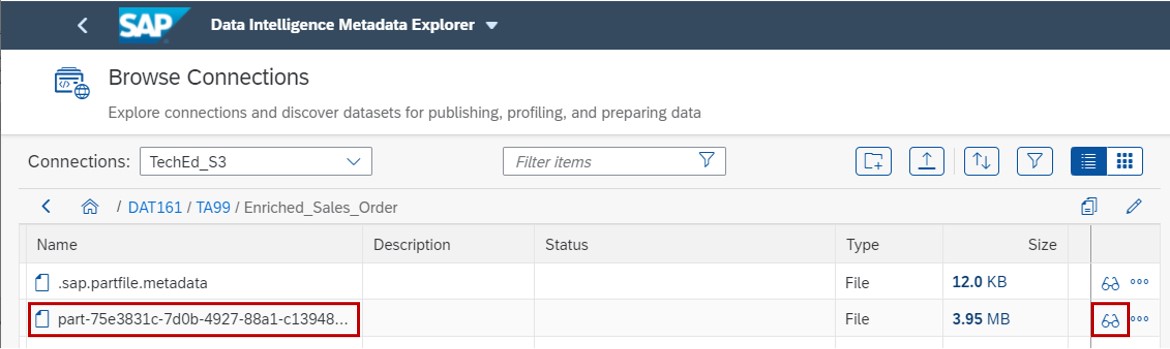 SAP Data Intelligence Metadata Explorer
Browse Connections
Explore connections and discover datasets for publishing, profiling, and preparing data
Connections: TechEd_S3 Filter items
/ DAT161 / TA99 / Enriched_Sales_Order
Name Description Status Type Size
.sap.partfile.metadata File 12.0 KB
part-75e3831c-7d0b-4927-88a1-c13948... File 3.95 MB